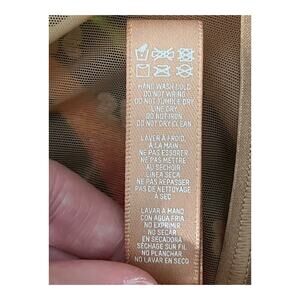 HAND WASH COLD
DO NOT WRING
DO NOT TUMBLE DRY
LINE DRY
DO NOT IRON
DO NOT DRY CLEAN
LAVER À FROID,
À LA MAIN
NE PAS ESSORER
NE PAS METTRE
AU SÉCHOIR
LINEA SECA
NE PAS REPASSER
PAS DE NETTOYAGE
À SEC
LAVAR A MANO
CON AGUA FRIA
NO EXPRIMIR
NO SECAR
EN SECADORA
SÉCHAGE SUR FIL
NO PLANCHAR
NO LAVAR EN SECO